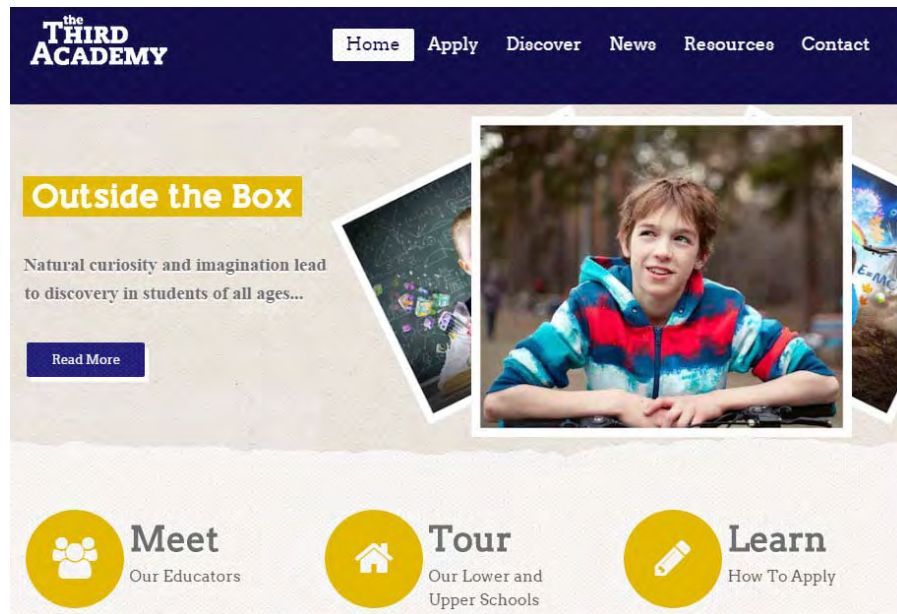 the
THIRD
ACADEMY
Home Apply Discover News Resources Contact
Outside the Box
Natural curiosity and imagination lead
to discovery in students of all ages...
Read More
E=MC
Meet
Our Educators
Tour
Our Lower and
Upper Schools
Learn
How To Apply